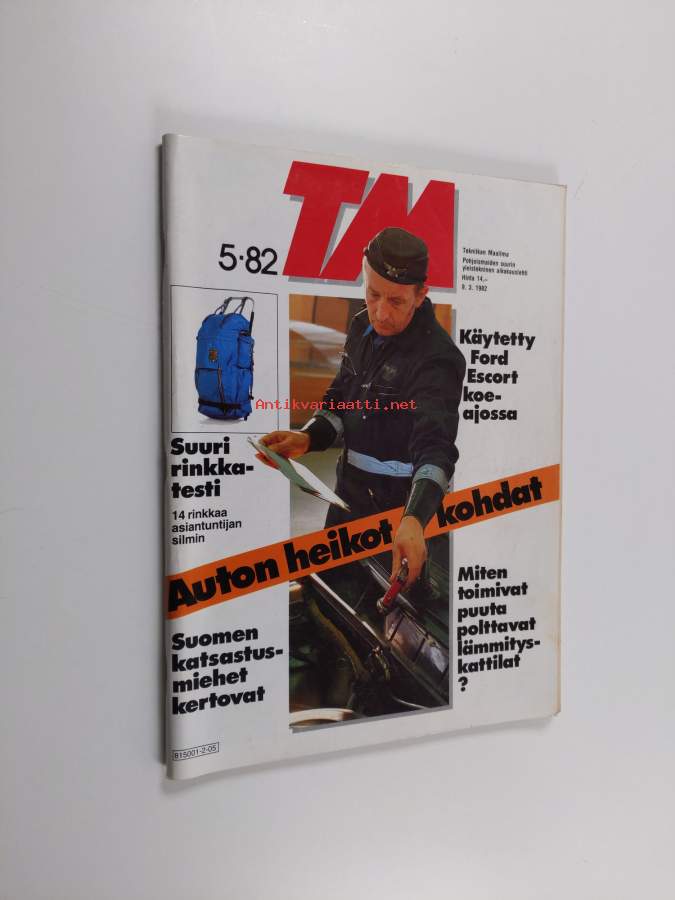 TM
5·82
Tekniikan Maailma
Pohjoismaiden suurin
yleistekninen aikakauslehti
Hinta 14,–
9. 3. 1982
Käytetty
Ford
Escort
koe-
ajossa
Antikvariaatti.net
Suuri
rinkka-
testi
14 rinkkaa
asiantuntijan
silmin
Auton heikot kohdat
Suomen
katsastus-
miehet
kertovat
Miten
toimivat
puuta
polttavat
lämmitys-
kattilat
?
815001-2-05